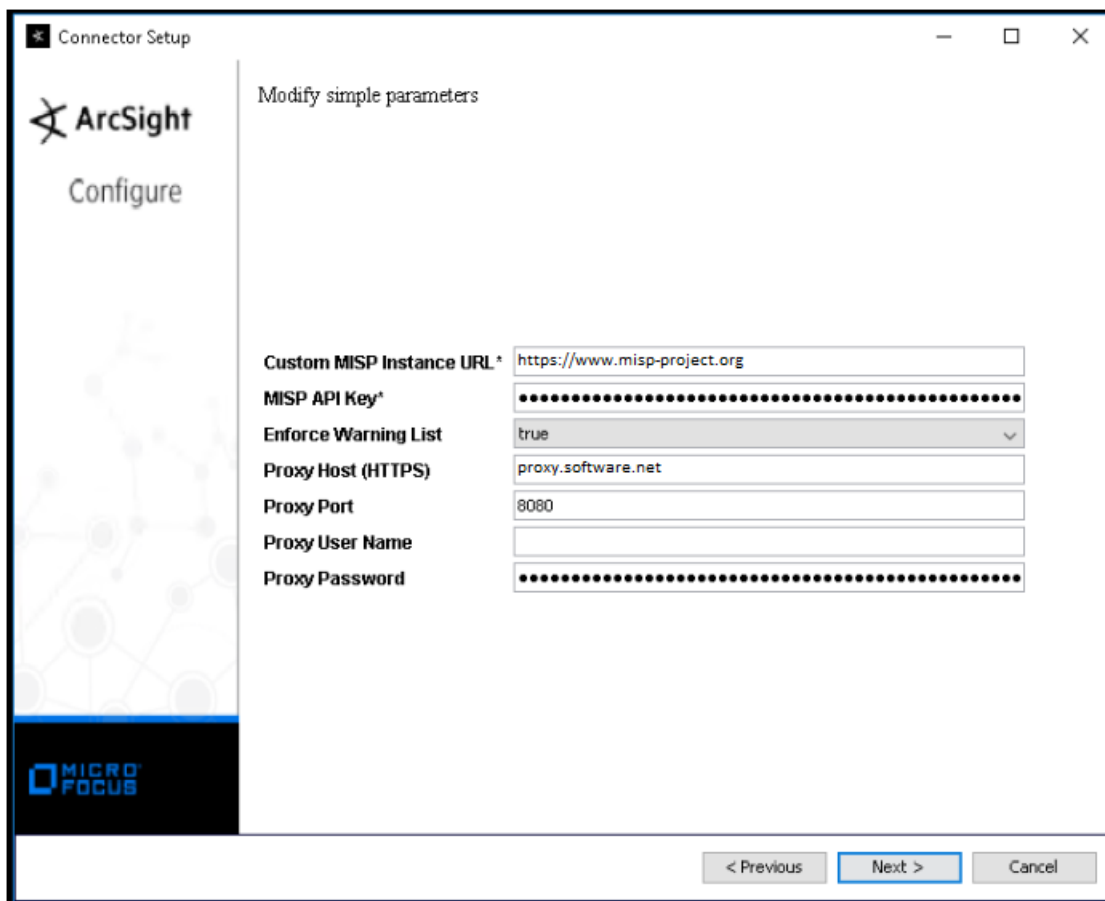 Connector Setup
ArcSight
Configure
Modify simple parameters
Custom MISP Instance URL* https://www.misp-project.org
MISP API Key* ●●●●●●●●●●●●●●●●●●●●●●●●●●●●●●●●●●●●●●●●●●●●●●●●
Enforce Warning List true
Proxy Host (HTTPS) proxy.software.net
Proxy Port 8080
Proxy User Name
Proxy Password ●●●●●●●●●●●●●●●●●●●●●●●●●●●●●●●●●●●●●●●●●●●●●●●●
MICRO
FOCUS
< Previous Next > Cancel